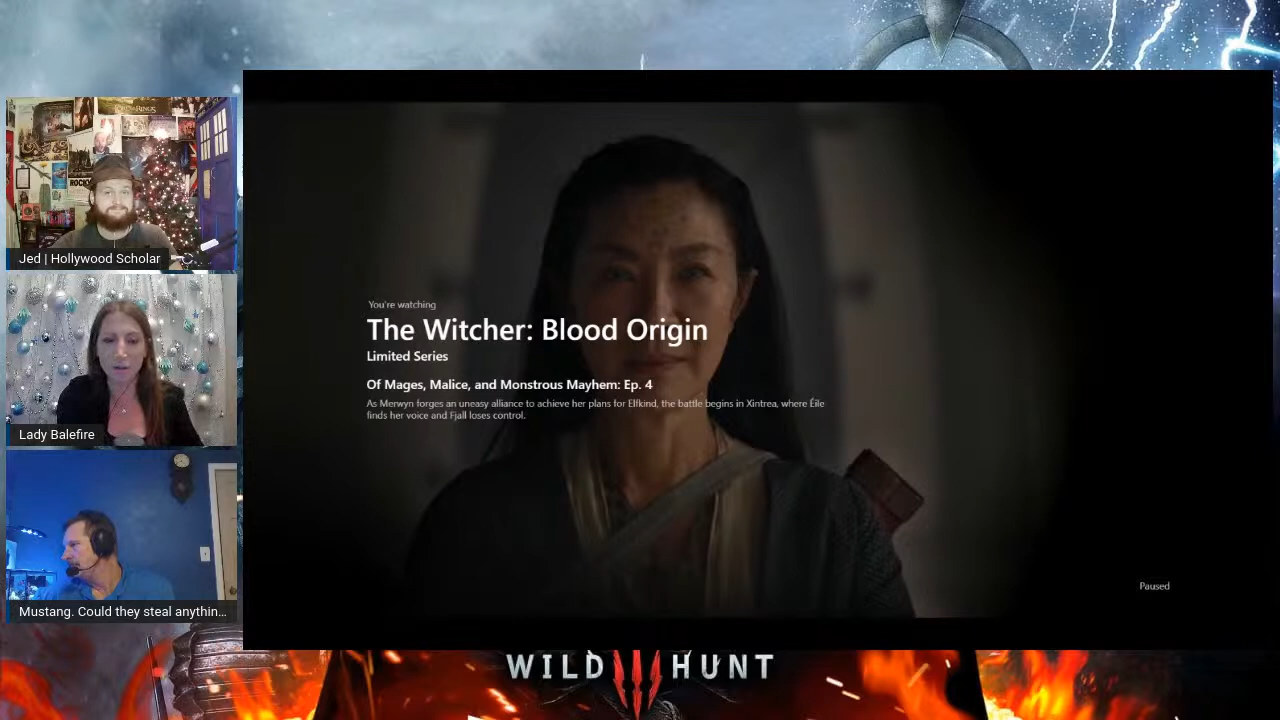 Jed | Hollywood Scholar
Lady Balefire
Mustang. Could they steal anythin...
You're watching
The Witcher: Blood Origin
Limited Series
Of Mages, Malice, and Monstrous Mayhem: Ep. 4
As Merwyn forges an uneasy alliance to achieve her plans for Elfkind, the battle begins in Xintrea, where Éile
finds her voice and Fjall loses control.
Paused
WILD HUNT